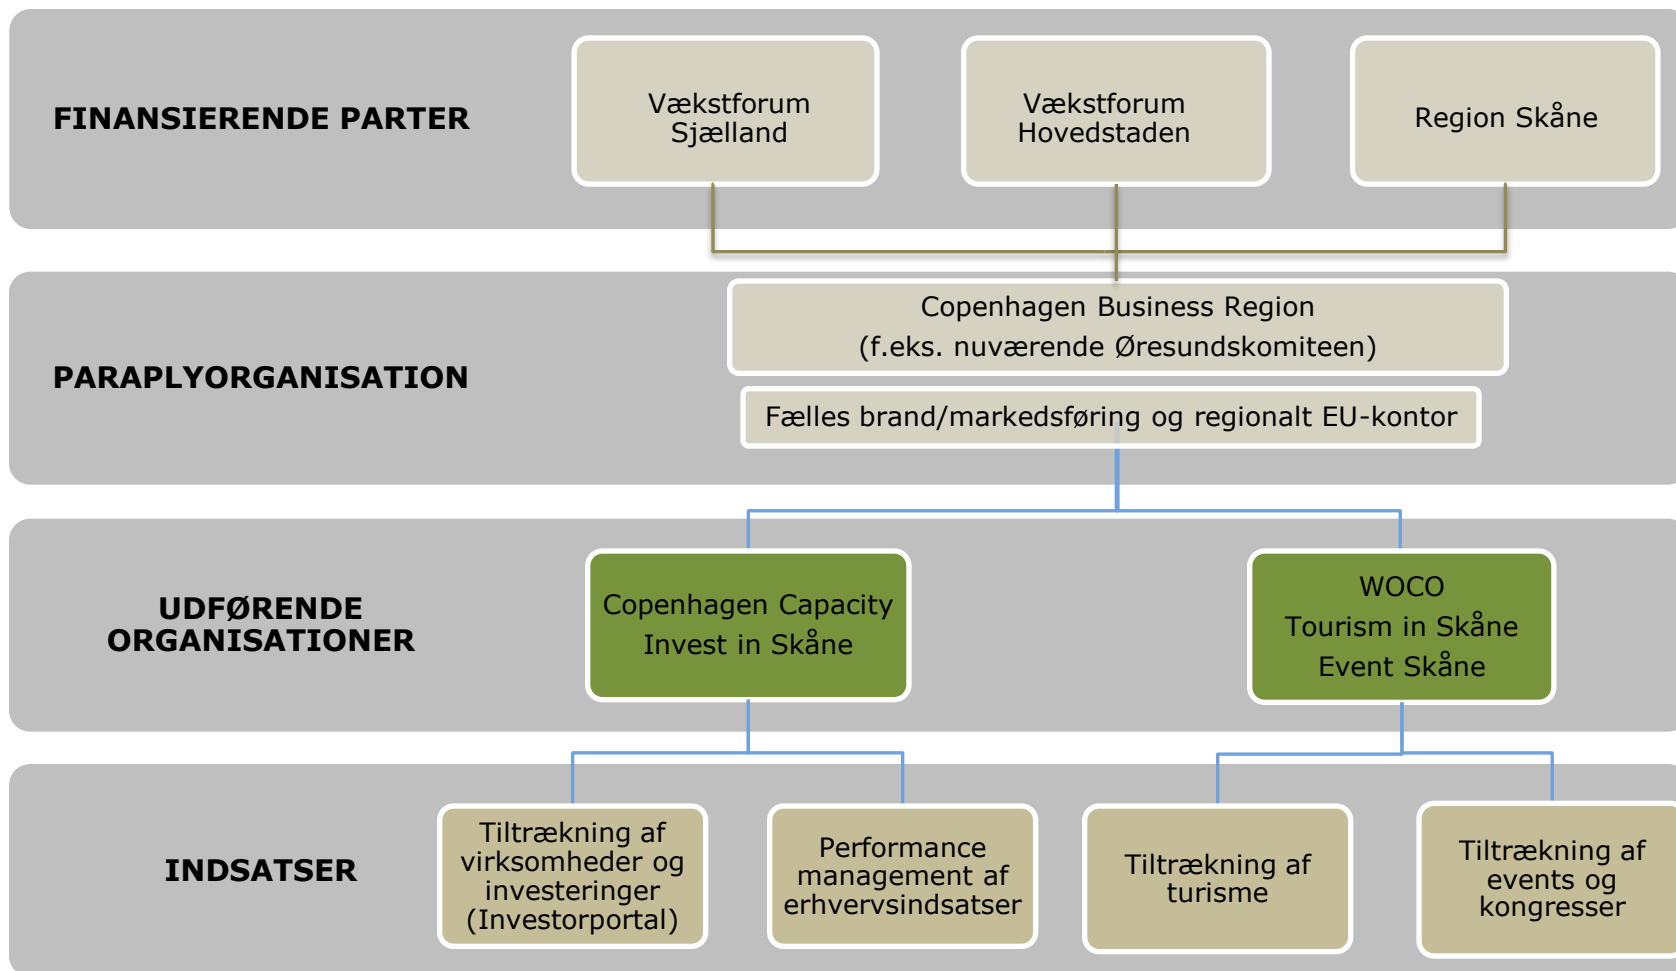 FINANSIERENDE PARTER
Vækstforum
Sjælland
Vækstforum
Hovedstaden
Region Skåne
PARAPLYORGANISATION
Copenhagen Business Region
(f.eks. nuværende Øresundskomiteen)
Fælles brand/markedsføring og regionalt EU-kontor
UDFØRENDE
ORGANISATIONER
Copenhagen Capacity
Invest in Skåne
WOCO
Tourism in Skåne
Event Skåne
INDSATSER
Tiltrækning af
virksomheder og
investeringer
(Investorportal)
Performance
management af
erhvervsindsatser
Tiltrækning af
turisme
Tiltrækning af
events og
kongresser